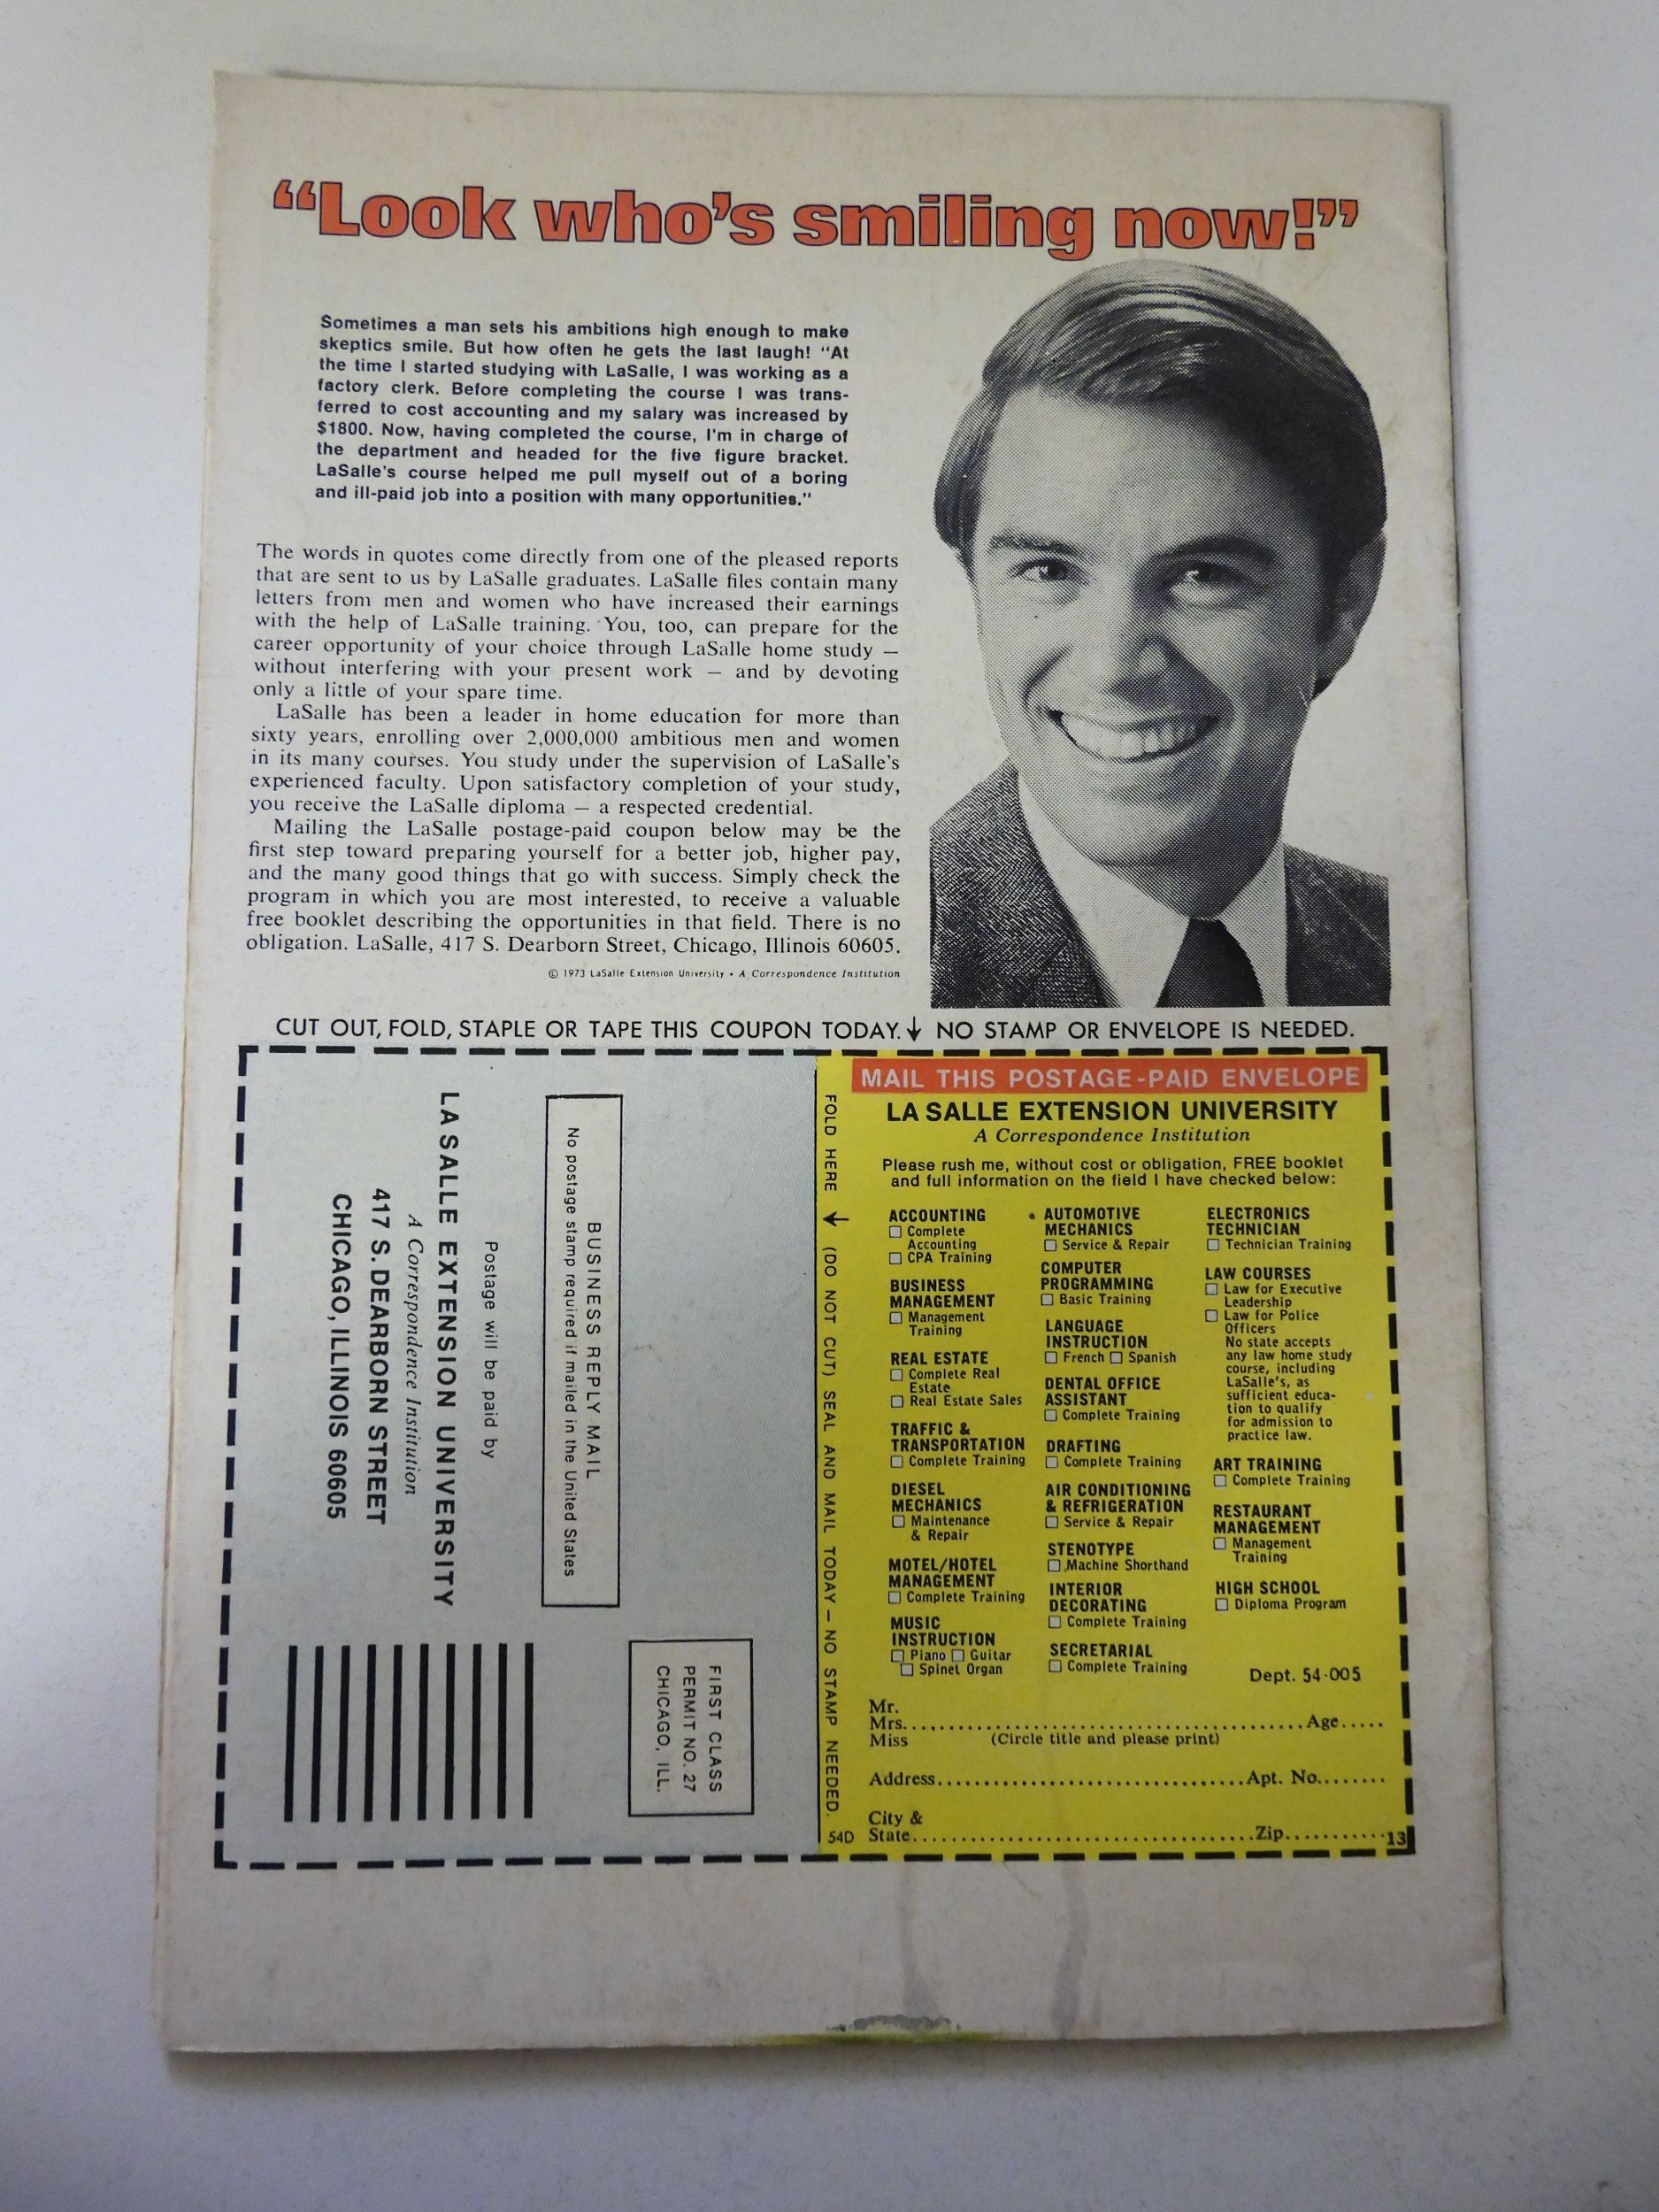 “Look who’s smiling now!”
Sometimes a man sets his ambitions high enough to make
skeptics smile. But how often he gets the last laugh! “At
the time I started studying with LaSalle, I was working as a
factory clerk. Before completing the course I was trans-
ferred to cost accounting and my salary was increased by
$1800. Now, having completed the course, I'm in charge of
the department and headed for the five figure bracket.
LaSalle's course helped me pull myself out of a boring
and ill-paid job into a position with many opportunities.”
The words in quotes come directly from one of the pleased reports
that are sent to us by LaSalle graduates. LaSalle files contain many
letters from men and women who have increased their earnings
with the help of LaSalle training. You, too, can prepare for the
career opportunity of your choice through LaSalle home study —
without interfering with your present work — and by devoting
only a little of your spare time.
LaSalle has been a leader in home education for more than
sixty years, enrolling over 2,000,000 ambitious men and women
in its many courses. You study under the supervision of LaSalle's
experienced faculty. Upon satisfactory completion of your study,
you receive the LaSalle diploma — a respected credential.
Mailing the LaSalle postage-paid coupon below may be the
first step toward preparing yourself for a better job, higher pay,
and the many good things that go with success. Simply check the
program in which you are most interested, to receive a valuable
free booklet describing the opportunities in that field. There is no
obligation. LaSalle, 417 S. Dearborn Street, Chicago, Illinois 60605.
© 1973 LaSalle Extension University • A Correspondence Institution
CUT OUT, FOLD, STAPLE OR TAPE THIS COUPON TODAY. ↓ NO STAMP OR ENVELOPE IS NEEDED.
FIRST CLASS
PERMIT NO. 27
CHICAGO, ILL.
BUSINESS REPLY MAIL
No postage stamp required if mailed in the United States
Postage will be paid by
LA SALLE EXTENSION UNIVERSITY
A Correspondence Institution
417 S. DEARBORN STREET
CHICAGO, ILLINOIS 60605
FOLD HERE ↓ (DO NOT CUT) SEAL AND MAIL TODAY — NO STAMP NEEDED.
54D
MAIL THIS POSTAGE-PAID ENVELOPE
LA SALLE EXTENSION UNIVERSITY
A Correspondence Institution
Please rush me, without cost or obligation, FREE booklet
and full information on the field I have checked below:
ACCOUNTING
☐ Complete
Accounting
☐ CPA Training
BUSINESS
MANAGEMENT
☐ Management
Training
REAL ESTATE
☐ Complete Real
Estate
☐ Real Estate Sales
TRAFFIC &
TRANSPORTATION
☐ Complete Training
DIESEL
MECHANICS
☐ Maintenance
& Repair
MOTEL/HOTEL
MANAGEMENT
☐ Complete Training
MUSIC
INSTRUCTION
☐ Piano ☐ Guitar
☐ Spinet Organ
AUTOMOTIVE
MECHANICS
☐ Service & Repair
COMPUTER
PROGRAMMING
☐ Basic Training
LANGUAGE
INSTRUCTION
☐ French ☐ Spanish
DENTAL OFFICE
ASSISTANT
☐ Complete Training
DRAFTING
☐ Complete Training
AIR CONDITIONING
& REFRIGERATION
☐ Service & Repair
STENOTYPE
☐ Machine Shorthand
INTERIOR
DECORATING
☐ Complete Training
SECRETARIAL
☐ Complete Training
ELECTRONICS
TECHNICIAN
☐ Technician Training
LAW COURSES
☐ Law for Executive
Leadership
☐ Law for Police
Officers
No state accepts
any law home study
course, including
LaSalle's, as
sufficient educa-
tion to qualify
for admission to
practice law.
ART TRAINING
☐ Complete Training
RESTAURANT
MANAGEMENT
☐ Management
Training
HIGH SCHOOL
☐ Diploma Program
Dept. 54-005
Mr.
Mrs. ........ Age.....
Miss (Circle title and please print)
Address ........ Apt. No........
City &
State ........ Zip...........13